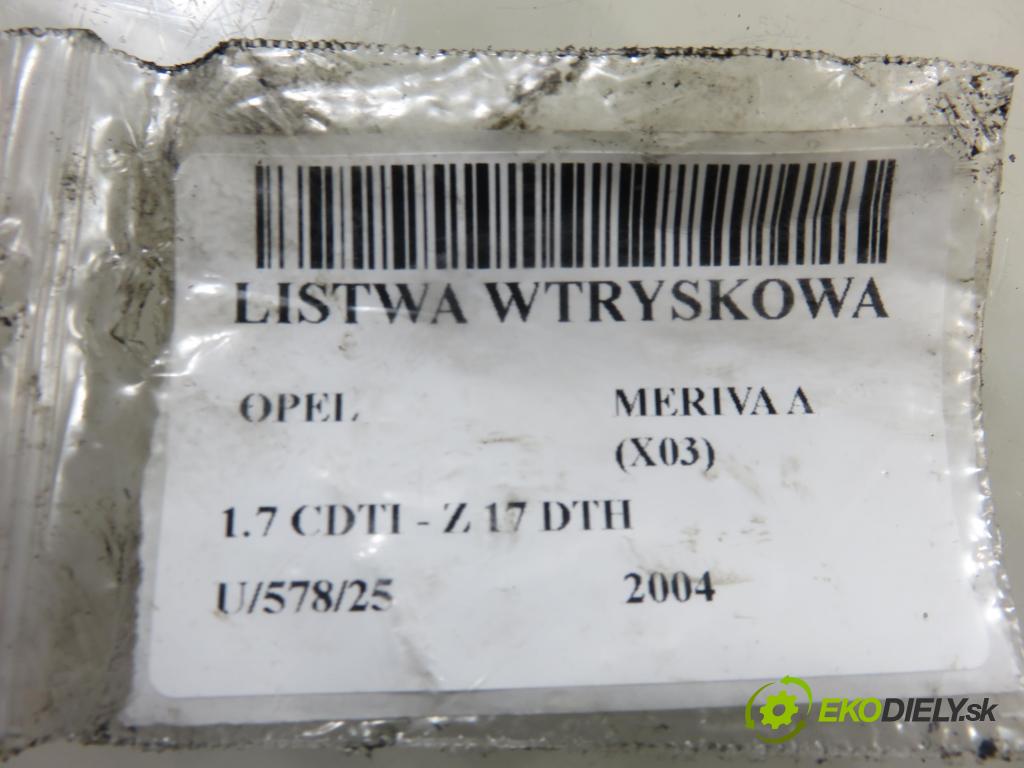 LISTWA WTRYSKOWA
OPEL MERIVA A
(X03)
1.7 CDTI - Z 17 DTH
U/578/25 2004
EKODIELY.sk